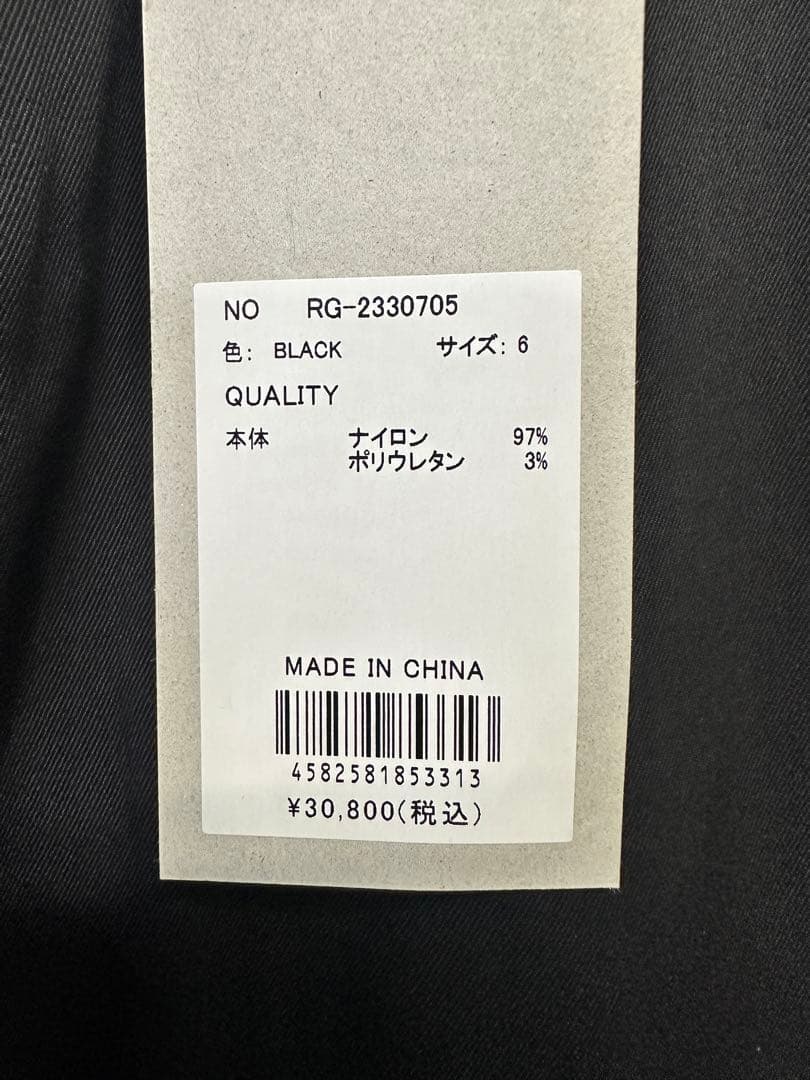 NO RG-2330705
色: BLACK サイズ: 6
QUALITY
本体 ナイロン 97%
ポリウレタン 3%
MADE IN CHINA
4582581853313
¥30,800(税込)